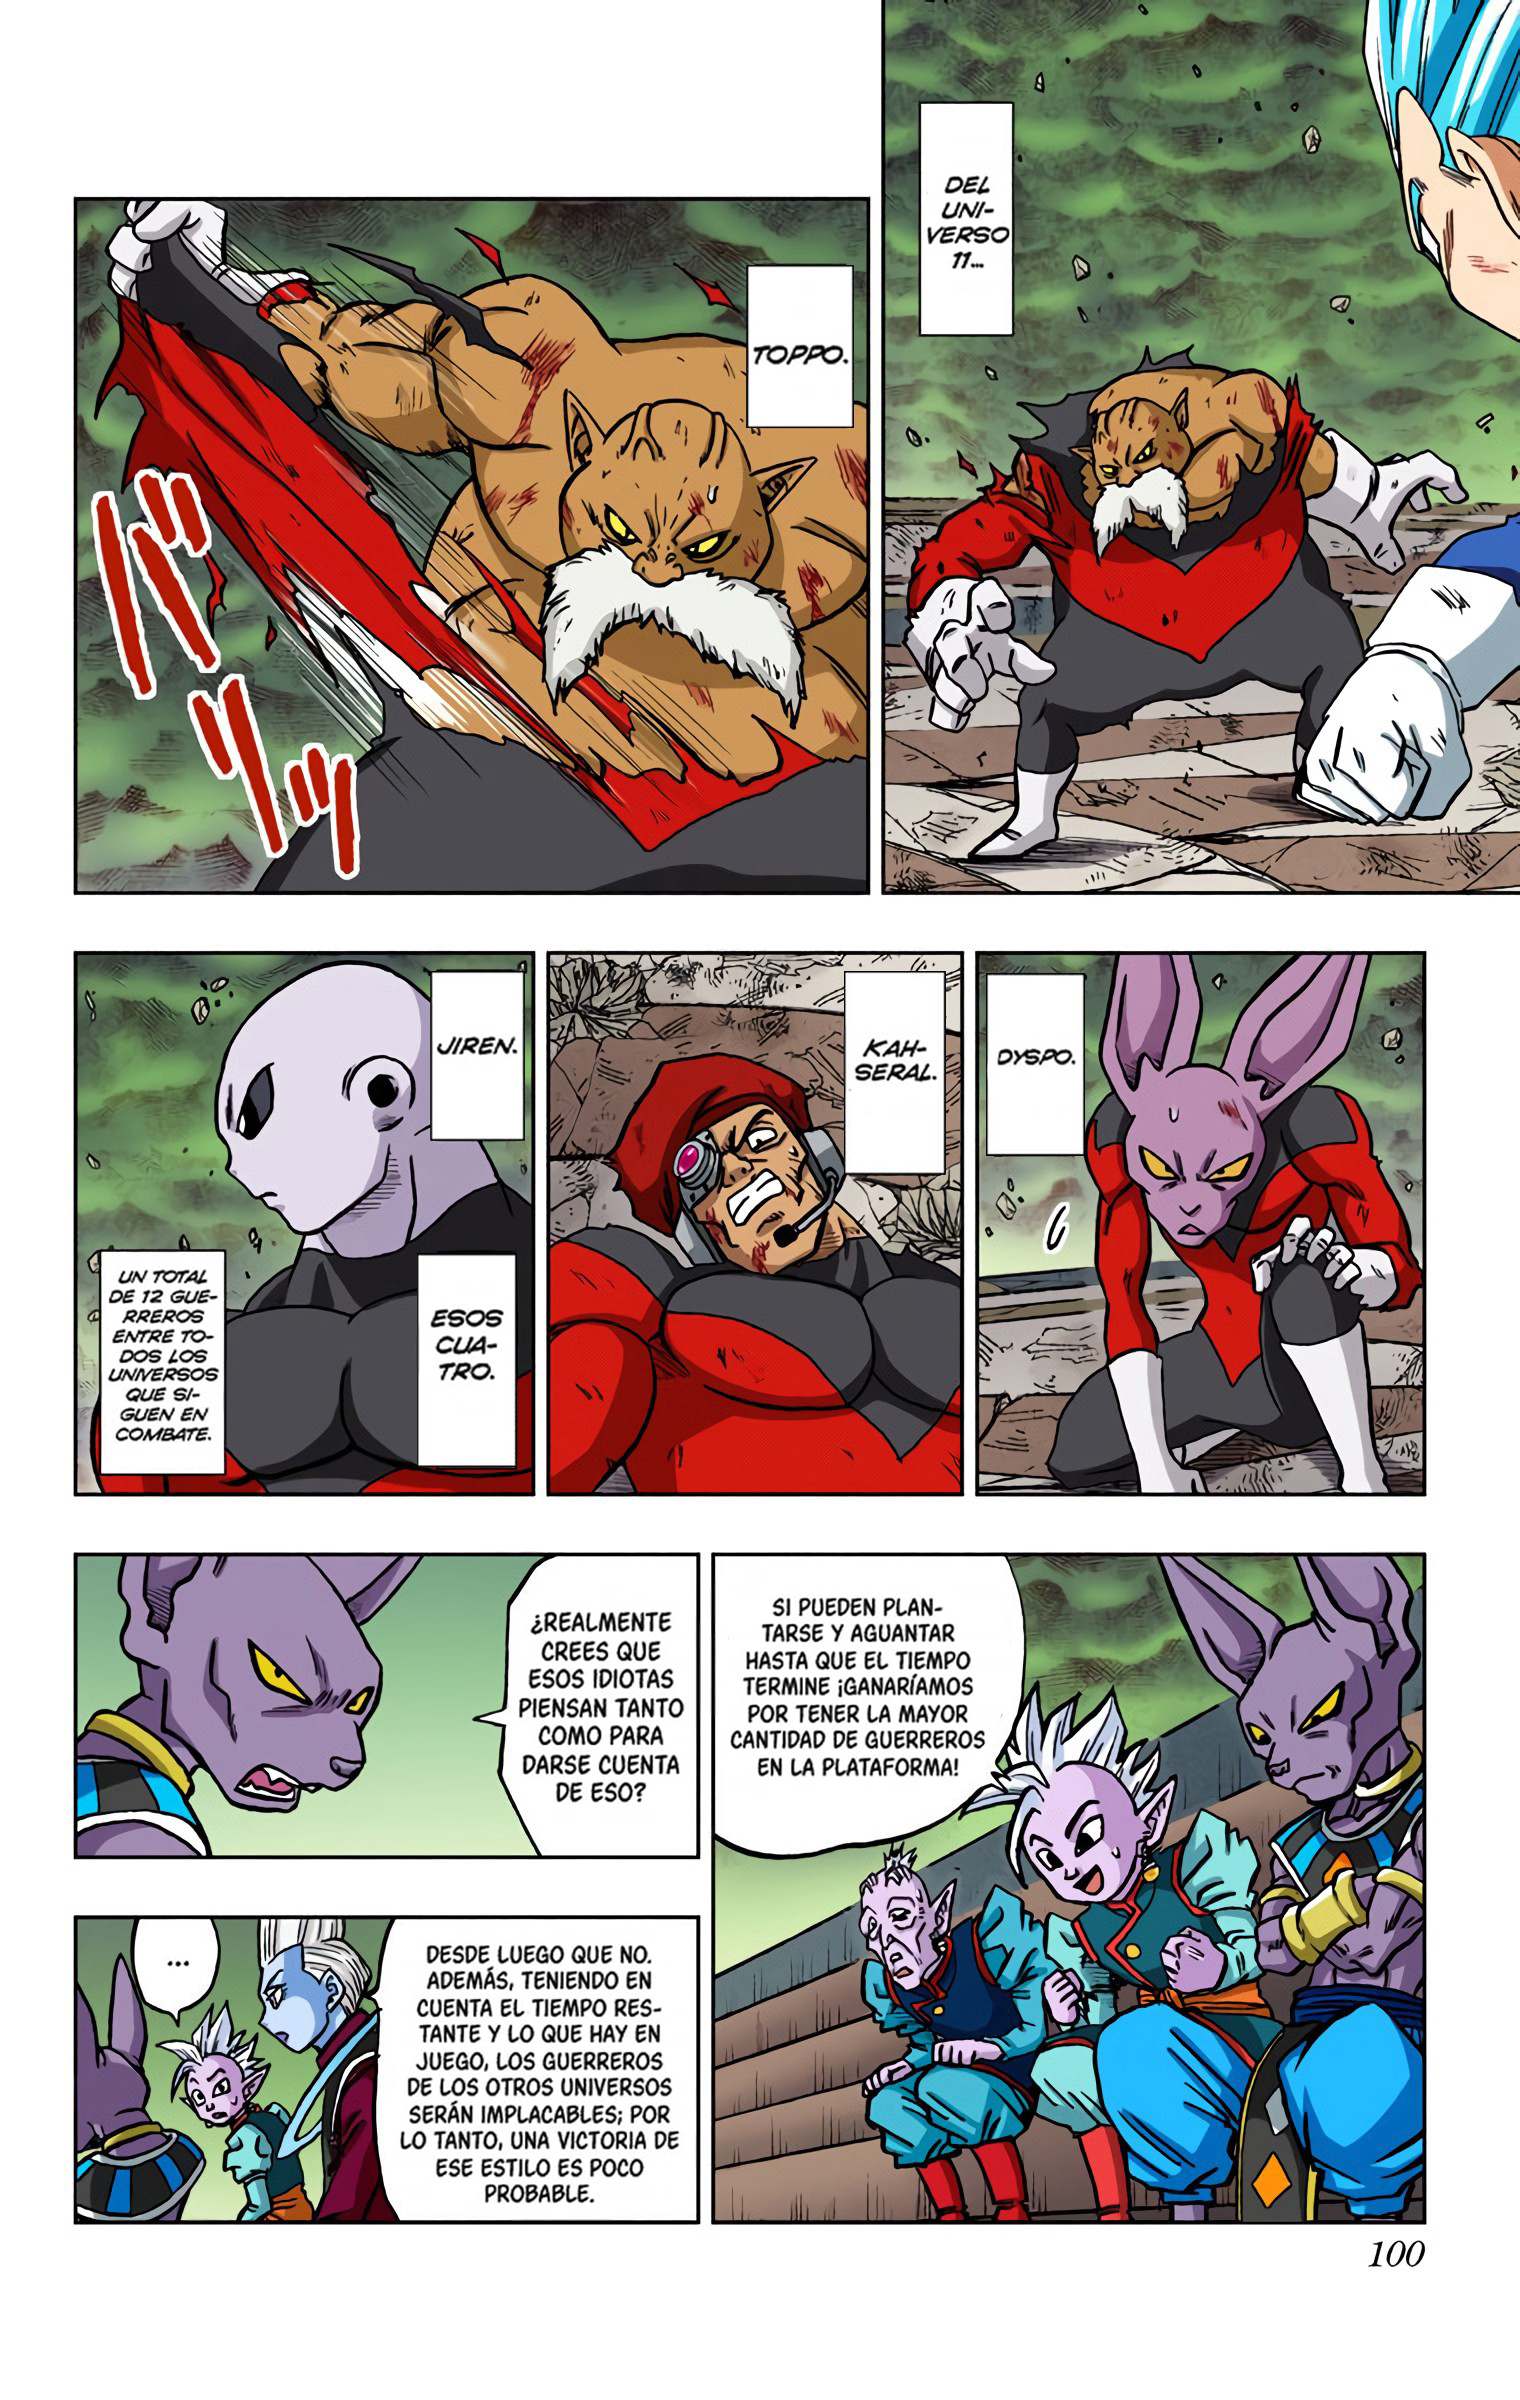 DEL
UNI-
VERSO
11...
TOPPO.
バババッ
DYSPO.
KAH-
SERAL.
JIREN.
ESOS
CUA-
TRO.
UN TOTAL
DE 12 GUE-
RREROS
ENTRE TO-
DOS LOS
UNIVERSOS
QUE SI-
GUEN EN
COMBATE.
SI PUEDEN PLAN-
TARSE Y AGUANTAR
HASTA QUE EL TIEMPO
TERMINE ¡GANARÍAMOS
POR TENER LA MAYOR
CANTIDAD DE GUERREROS
EN LA PLATAFORMA!
¿REALMENTE
CREES QUE
ESOS IDIOTAS
PIENSAN TANTO
COMO PARA
DARSE CUENTA
DE ESO?
DESDE LUEGO QUE NO.
ADEMÁS, TENIENDO EN
CUENTA EL TIEMPO RES-
TANTE Y LO QUE HAY EN
JUEGO, LOS GUERREROS
DE LOS OTROS UNIVERSOS
SERÁN IMPLACABLES; POR
LO TANTO, UNA VICTORIA DE
ESE ESTILO ES POCO
PROBABLE.
...
100